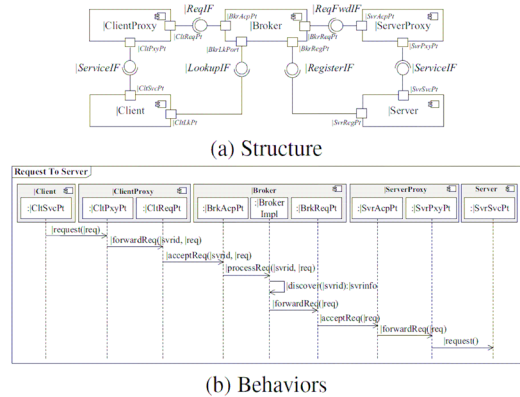 |ReqIF
|ReqFwdIF
|ClientProxy
|BkrAcpPt
|Broker
|SvrAcpPt
|ServerProxy
|CltReqPt
|BkrReqPt
|CltPxyPt
|BkrLkPort
|BkrRegPt
|SvrPxyPt
|ServiceIF
|LookupIF
|RegisterIF
|ServiceIF
|CltSvcPt
|SvrSvcPt
|Client
|Server
|CltLkPt
|SvrRegPt
(a) Structure
Request To Server
|Client
|ClientProxy
|Broker
|ServerProxy
Server
:|CltSvcPt
:|CltPxyPt
:|CltReqPt
:|BrkAcpPt
:|Broker
Impl
:|BrkReqPt
:|SvrAcpPt
:|SvrPxyPt
:|SvrSvcPt
|request(|req)
|forwardReq(|svrid, |req)
|acceptReq(|svrid, |req)
|processReq(|svrid, |req)
|discover(|svrid):|svrinfo
|forwardReq(|req)
|acceptReq(|req)
|forwardReq(|req)
|request()
(b) Behaviors